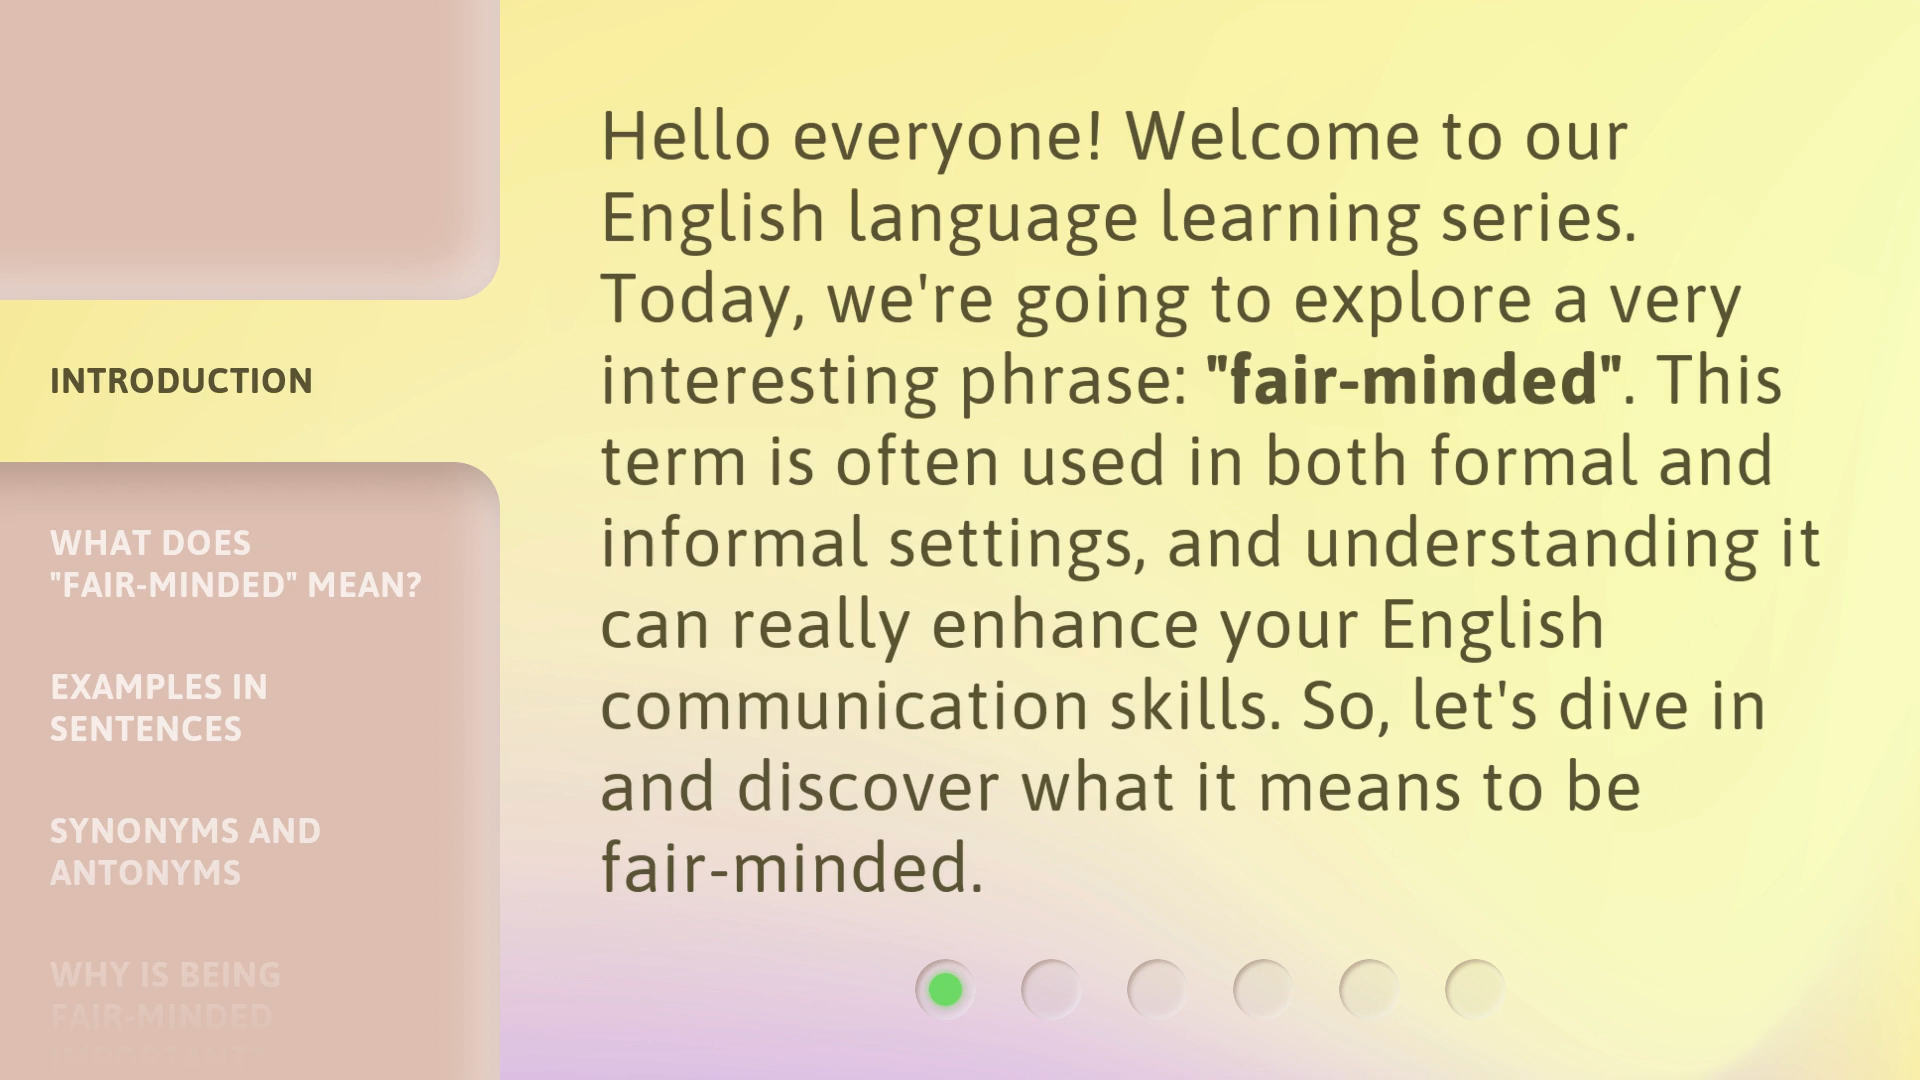 INTRODUCTION
WHAT DOES
"FAIR-MINDED" MEAN?
EXAMPLES IN
SENTENCES
SYNONYMS AND
ANTONYMS
WHY IS BEING
FAIR-MINDED
IMPORTANT?
Hello everyone! Welcome to our
English language learning series.
Today, we're going to explore a very
interesting phrase: "fair-minded". This
term is often used in both formal and
informal settings, and understanding it
can really enhance your English
communication skills. So, let's dive in
and discover what it means to be
fair-minded.